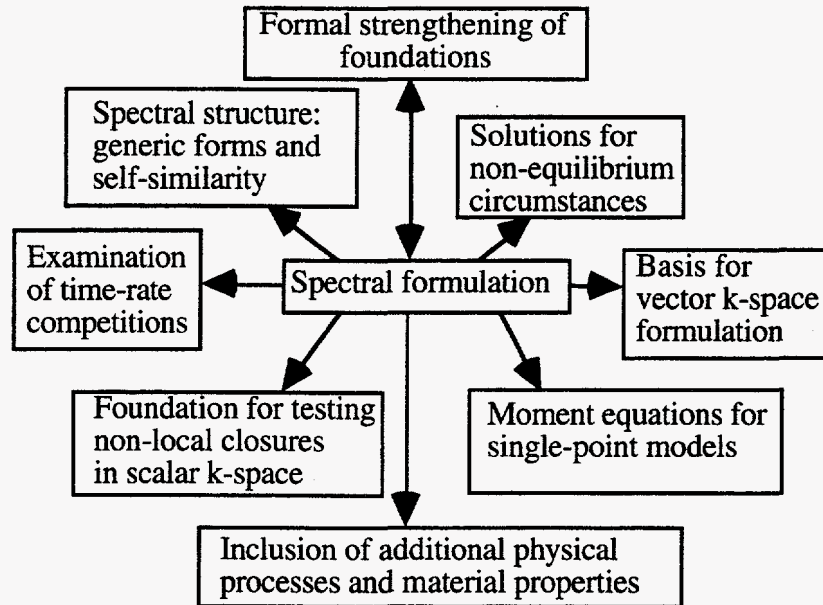 Formal strengthening of
foundations
Spectral structure:
generic forms and
self-similarity
Solutions for
non-equilibrium
circumstances
Examination
of time-rate
competitions
Spectral formulation
Basis for
vector k-space
formulation
Foundation for testing
non-local closures
in scalar k-space
Moment equations for
single-point models
Inclusion of additional physical
processes and material properties